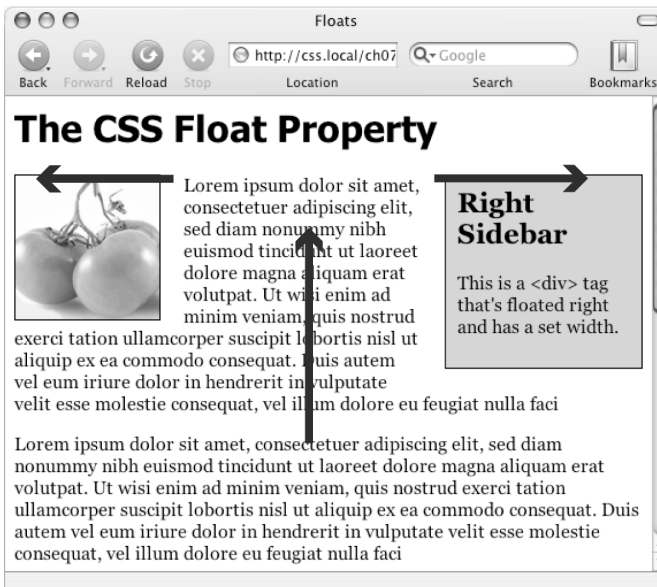 Floats
http://css.local/ch07
Google
Back Forward Reload Stop Location Search Bookmarks
The CSS Float Property
Lorem ipsum dolor sit amet,
consectetuer adipiscing elit,
sed diam nonummy nibh
euismod tincidunt ut laoreet
dolore magna aliquam erat
volutpat. Ut wisi enim ad
minim veniam, quis nostrud
exerci tation ullamcorper suscipit lobortis nisl ut
aliquip ex ea commodo consequat. Duis autem
vel eum iriure dolor in hendrerit in vulputate
velit esse molestie consequat, vel illum dolore eu feugiat nulla faci
Right
Sidebar
This is a <div> tag
that's floated right
and has a set width.
Lorem ipsum dolor sit amet, consectetuer adipiscing elit, sed diam
nonummy nibh euismod tincidunt ut laoreet dolore magna aliquam erat
volutpat. Ut wisi enim ad minim veniam, quis nostrud exerci tation
ullamcorper suscipit lobortis nisl ut aliquip ex ea commodo consequat. Duis
autem vel eum iriure dolor in hendrerit in vulputate velit esse molestie
consequat, vel illum dolore eu feugiat nulla faci